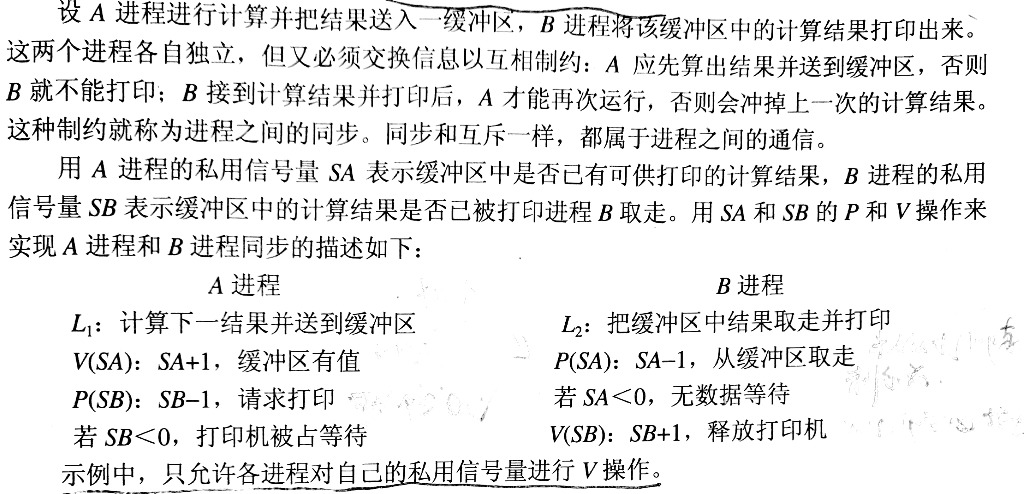 设 A 进程进行计算并把结果送入一缓冲区，B 进程将该缓冲区中的计算结果打印出来。
这两个进程各自独立，但又必须交换信息以互相制约：A 应先算出结果并送到缓冲区，否则
B 就不能打印；B 接到计算结果并打印后，A 才能再次运行，否则会冲掉上一次的计算结果。
这种制约就称为进程之间的同步。同步和互斥一样，都属于进程之间的通信。
用 A 进程的私用信号量 SA 表示缓冲区中是否已有可供打印的计算结果，B 进程的私用
信号量 SB 表示缓冲区中的计算结果是否已被打印进程 B 取走。用 SA 和 SB 的 P 和 V 操作来
实现 A 进程和 B 进程同步的描述如下：
A 进程 B 进程
L₁：计算下一结果并送到缓冲区 L₂：把缓冲区中结果取走并打印
V(SA)：SA+1，缓冲区有值 P(SA)：SA–1，从缓冲区取走
P(SB)：SB–1，请求打印 若 SA＜0，无数据等待
若 SB＜0，打印机被占等待 V(SB)：SB+1，释放打印机
示例中，只允许各进程对自己的私用信号量进行 V 操作。